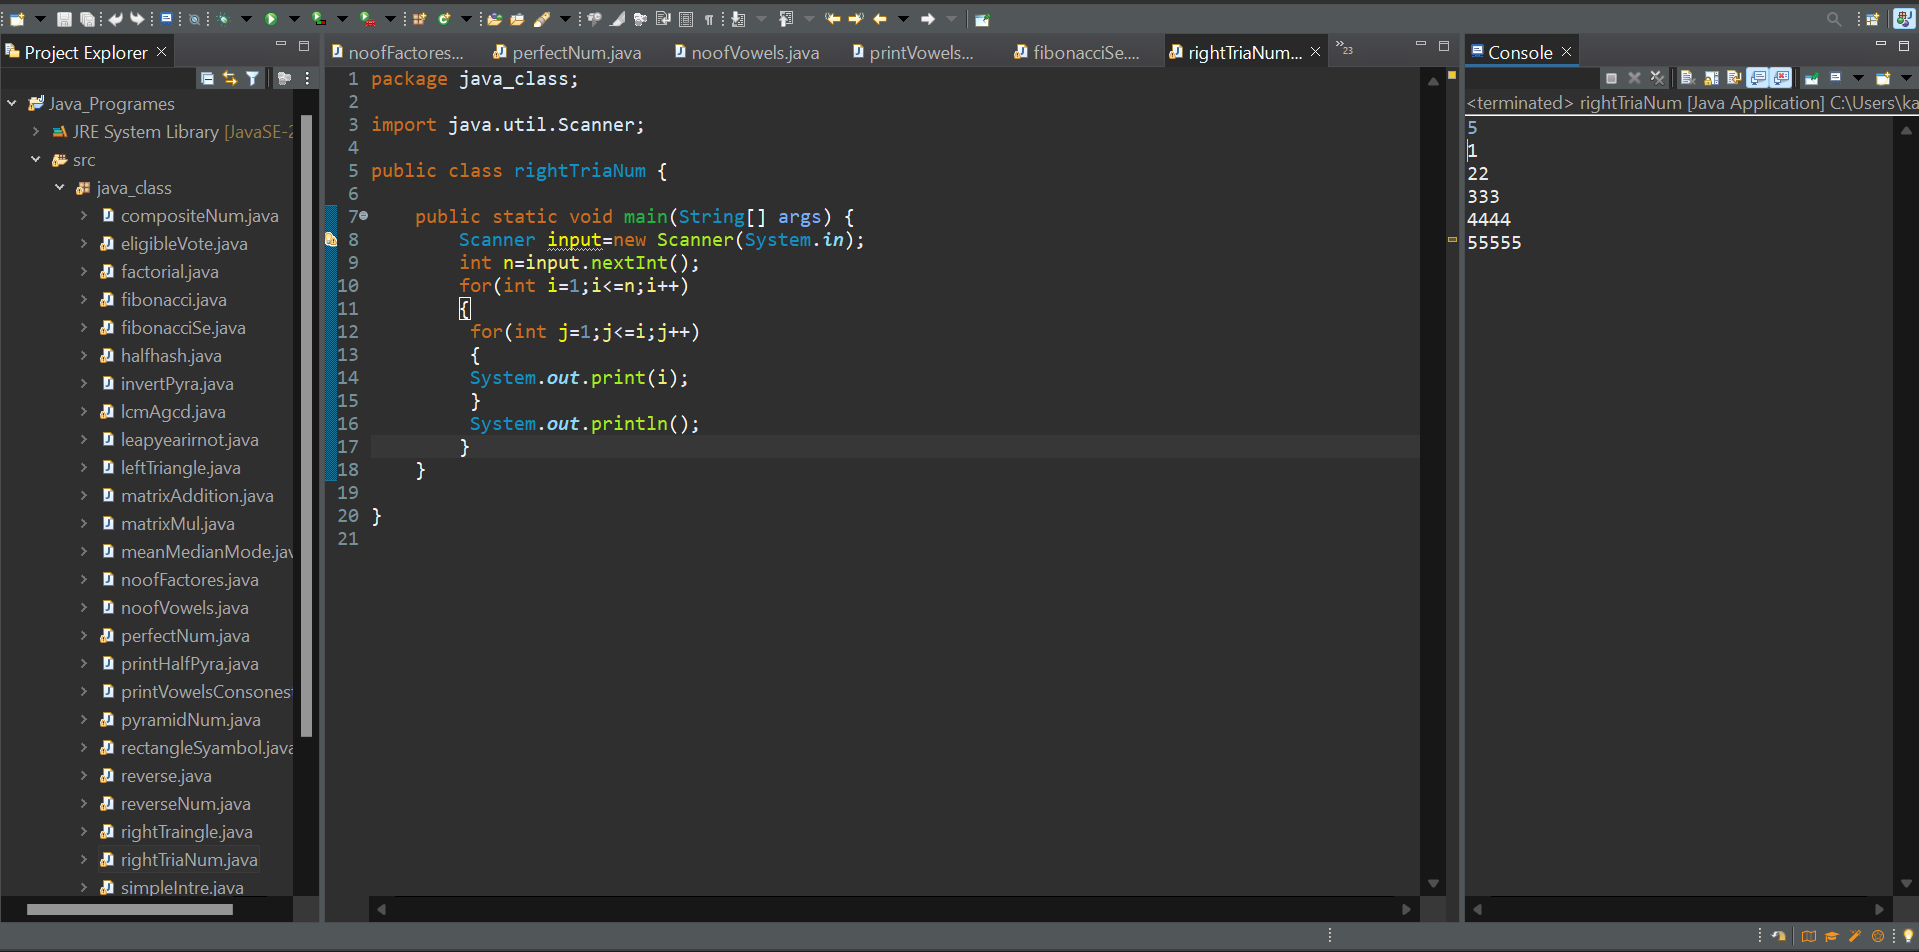 Project Explorer
Java_Programes
JRE System Library [JavaSE-2
src
java_class
compositeNum.java
eligibleVote.java
factorial.java
fibonacci.java
fibonacciSe.java
halfhash.java
invertPyra.java
lcmAgcd.java
leapyearirnot.java
leftTriangle.java
matrixAddition.java
matrixMul.java
meanMedianMode.jav
noofFactores.java
noofVowels.java
perfectNum.java
printHalfPyra.java
printVowelsConsonest
pyramidNum.java
rectangleSyambol.java
reverse.java
reverseNum.java
rightTraingle.java
rightTriaNum.java
simpleIntre.java
noofFactores... perfectNum.java noofVowels.java printVowels... fibonacciSe.... rightTriaNum... »23
1 package java_class;
2
3 import java.util.Scanner;
4
5 public class rightTriaNum {
6
7 public static void main(String[] args) {
8 Scanner input=new Scanner(System.in);
9 int n=input.nextInt();
10 for(int i=1;i<=n;i++)
11 {
12 for(int j=1;j<=i;j++)
13 {
14 System.out.print(i);
15 }
16 System.out.println();
17 }
18 }
19
20 }
21
Console
<terminated> rightTriaNum [Java Application] C:\Users\ka
5
1
22
333
4444
55555